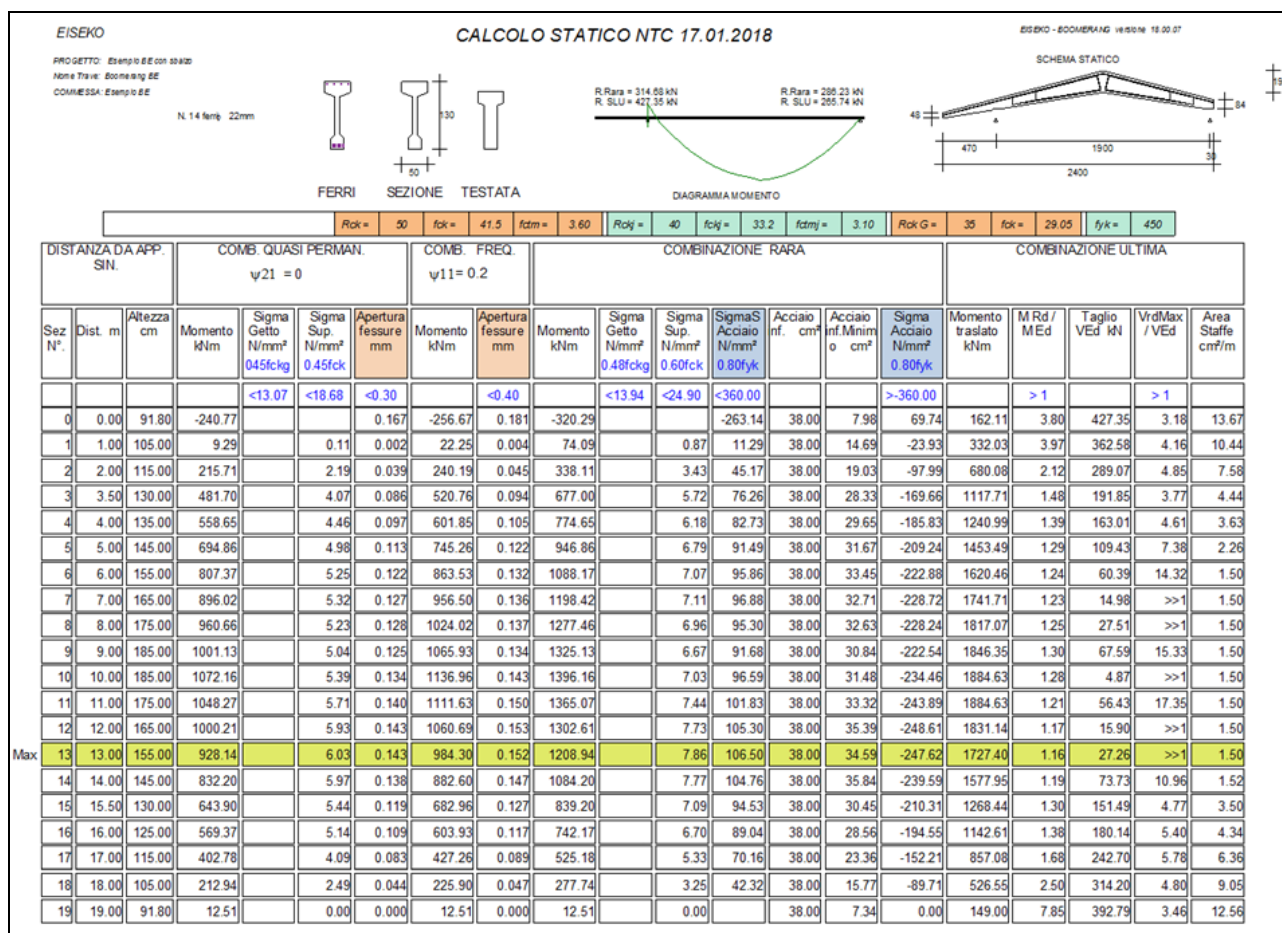 EISEKO
CALCOLO STATICO NTC 17.01.2018
EISEKO - BOOMERANG versione 18.00.07
PROGETTO: Esempio BE con sbalzo
Nome Trave: Boomerang BE
COMMESSA: Esempio BE
N. 14 ferri 22mm
130
50
FERRI SEZIONE TESTATA
R.Rara = 314.68 kN
R. SLU = 427.35 kN
R.Rara = 286.23 kN
R. SLU = 265.74 kN
DIAGRAMMA MOMENTO
SCHEMA STATICO
19
48
84
470 1900 30
2400
Rck = 50 fck = 41.5 fctm = 3.60 Rckj = 40 fckj = 33.2 fctmj = 3.10 Rck G = 35 fck = 29.05 fyk = 450
DISTANZA DA APP. SIN. COMB. QUASI PERMAN. ψ21 = 0 COMB. FREQ. ψ11= 0.2 COMBINAZIONE RARA COMBINAZIONE ULTIMA
Sez N°. Dist. m Altezza cm Momento kNm Sigma Getto N/mm² 045fckg Sigma Sup. N/mm² 0.45fck Apertura fessure mm Momento kNm Apertura fessure mm Momento kNm Sigma Getto N/mm² 0.48fckg Sigma Sup. N/mm² 0.60fck SigmaS Acciaio N/mm² 0.80fyk Acciaio nf. cm² Acciaio inf.Minim o cm² Sigma Acciaio N/mm² 0.80fyk Momento traslato kNm M Rd / M Ed Taglio VEd kN VrdMax / VEd Area Staffe cm²/m
<13.07 <18.68 <0.30 <0.40 <13.94 <24.90 <360.00 >-360.00 > 1 > 1
0 0.00 91.80 -240.77 0.167 -256.67 0.181 -320.29 -263.14 38.00 7.98 69.74 162.11 3.80 427.35 3.18 13.67
1 1.00 105.00 9.29 0.11 0.002 22.25 0.004 74.09 0.87 11.29 38.00 14.69 -23.93 332.03 3.97 362.58 4.16 10.44
2 2.00 115.00 215.71 2.19 0.039 240.19 0.045 338.11 3.43 45.17 38.00 19.03 -97.99 680.08 2.12 289.07 4.85 7.58
3 3.50 130.00 481.70 4.07 0.086 520.76 0.094 677.00 5.72 76.26 38.00 28.33 -169.66 1117.71 1.48 191.85 3.77 4.44
4 4.00 135.00 558.65 4.46 0.097 601.85 0.105 774.65 6.18 82.73 38.00 29.65 -185.83 1240.99 1.39 163.01 4.61 3.63
5 5.00 145.00 694.86 4.98 0.113 745.26 0.122 946.86 6.79 91.49 38.00 31.67 -209.24 1453.49 1.29 109.43 7.38 2.26
6 6.00 155.00 807.37 5.25 0.122 863.53 0.132 1088.17 7.07 95.86 38.00 33.45 -222.88 1620.46 1.24 60.39 14.32 1.50
7 7.00 165.00 896.02 5.32 0.127 956.50 0.136 1198.42 7.11 96.88 38.00 32.71 -228.72 1741.71 1.23 14.98 >>1 1.50
8 8.00 175.00 960.66 5.23 0.128 1024.02 0.137 1277.46 6.96 95.30 38.00 32.63 -228.24 1817.07 1.25 27.51 >>1 1.50
9 9.00 185.00 1001.13 5.04 0.125 1065.93 0.134 1325.13 6.67 91.68 38.00 30.84 -222.54 1846.35 1.30 67.59 15.33 1.50
10 10.00 185.00 1072.16 5.39 0.134 1136.96 0.143 1396.16 7.03 96.59 38.00 31.48 -234.46 1884.63 1.28 4.87 >>1 1.50
11 11.00 175.00 1048.27 5.71 0.140 1111.63 0.150 1365.07 7.44 101.83 38.00 33.32 -243.89 1884.63 1.21 56.43 17.35 1.50
12 12.00 165.00 1000.21 5.93 0.143 1060.69 0.153 1302.61 7.73 105.30 38.00 35.39 -248.61 1831.14 1.17 15.90 >>1 1.50
Max 13 13.00 155.00 928.14 6.03 0.143 984.30 0.152 1208.94 7.86 106.50 38.00 34.59 -247.62 1727.40 1.16 27.26 >>1 1.50
14 14.00 145.00 832.20 5.97 0.138 882.60 0.147 1084.20 7.77 104.76 38.00 35.84 -239.59 1577.95 1.19 73.73 10.96 1.52
15 15.50 130.00 643.90 5.44 0.119 682.96 0.127 839.20 7.09 94.53 38.00 30.45 -210.31 1268.44 1.30 151.49 4.77 3.50
16 16.00 125.00 569.37 5.14 0.109 603.93 0.117 742.17 6.70 89.04 38.00 28.56 -194.55 1142.61 1.38 180.14 5.40 4.34
17 17.00 115.00 402.78 4.09 0.083 427.26 0.089 525.18 5.33 70.16 38.00 23.36 -152.21 857.08 1.68 242.70 5.78 6.36
18 18.00 105.00 212.94 2.49 0.044 225.90 0.047 277.74 3.25 42.32 38.00 15.77 -89.71 526.55 2.50 314.20 4.80 9.05
19 19.00 91.80 12.51 0.00 0.000 12.51 0.000 12.51 0.00 38.00 7.34 0.00 149.00 7.85 392.79 3.46 12.56